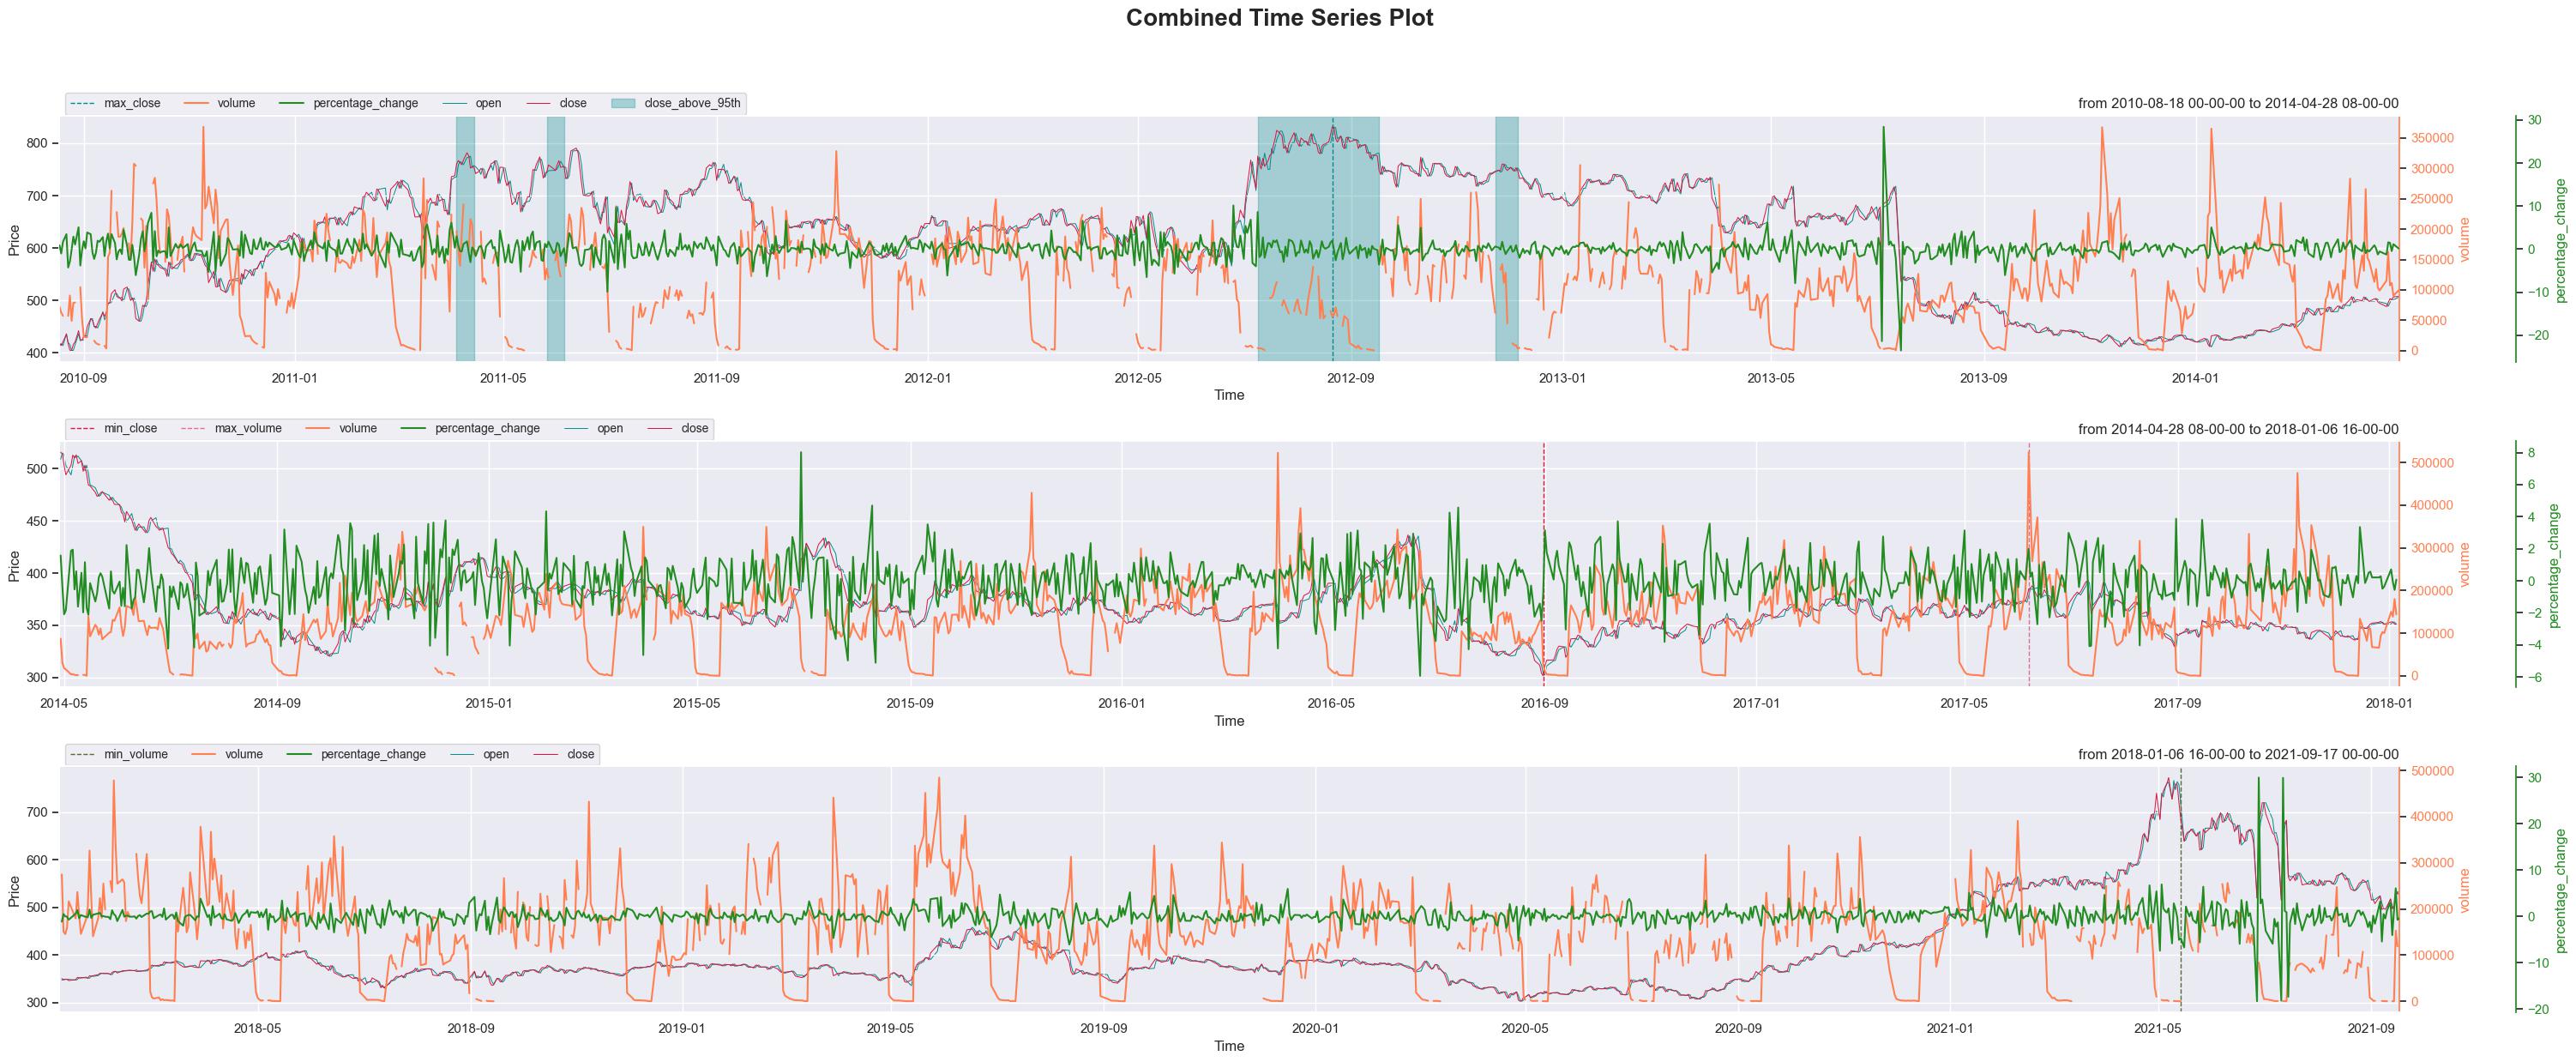 Combined Time Series Plot
max_close volume percentage_change open close close_above_95th
from 2010-08-18 00-00-00 to 2014-04-28 08-00-00
Price
800
700
600
500
400
volume
350000
300000
250000
200000
150000
100000
50000
0
percentage_change
30
20
10
0
−10
−20
2010-09 2011-01 2011-05 2011-09 2012-01 2012-05 2012-09 2013-01 2013-05 2013-09 2014-01
Time
min_close max_volume volume percentage_change open close
from 2014-04-28 08-00-00 to 2018-01-06 16-00-00
Price
500
450
400
350
300
volume
500000
400000
300000
200000
100000
0
percentage_change
8
6
4
2
0
−2
−4
−6
2014-05 2014-09 2015-01 2015-05 2015-09 2016-01 2016-05 2016-09 2017-01 2017-05 2017-09 2018-01
Time
min_volume volume percentage_change open close
from 2018-01-06 16-00-00 to 2021-09-17 00-00-00
Price
700
600
500
400
300
volume
500000
400000
300000
200000
100000
0
percentage_change
30
20
10
0
−10
−20
2018-05 2018-09 2019-01 2019-05 2019-09 2020-01 2020-05 2020-09 2021-01 2021-05 2021-09
Time